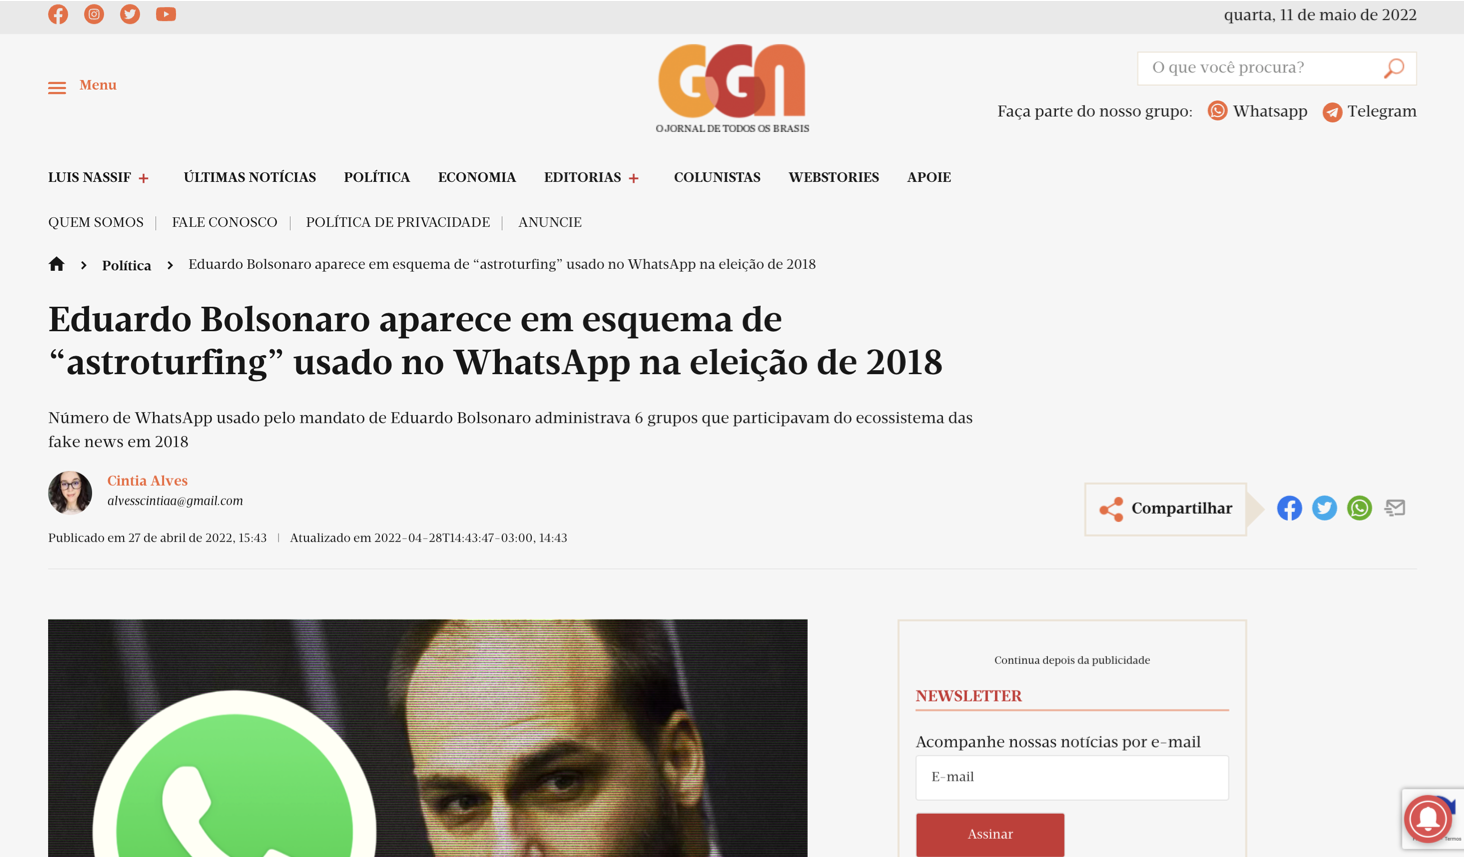 quarta, 11 de maio de 2022
Menu
GGN
O JORNAL DE TODOS OS BRASIS
O que você procura?
Faça parte do nosso grupo: Whatsapp Telegram
LUIS NASSIF + ÚLTIMAS NOTÍCIAS POLÍTICA ECONOMIA EDITORIAS + COLUNISTAS WEBSTORIES APOIE
QUEM SOMOS | FALE CONOSCO | POLÍTICA DE PRIVACIDADE | ANUNCIE
Política > Eduardo Bolsonaro aparece em esquema de “astroturfing” usado no WhatsApp na eleição de 2018
Eduardo Bolsonaro aparece em esquema de
“astroturfing” usado no WhatsApp na eleição de 2018
Número de WhatsApp usado pelo mandato de Eduardo Bolsonaro administrava 6 grupos que participavam do ecossistema das
fake news em 2018
Cintia Alves
alvesscintiaa@gmail.com
Compartilhar
Publicado em 27 de abril de 2022, 15:43 | Atualizado em 2022-04-28T14:43:47-03:00, 14:43
Continua depois da publicidade
NEWSLETTER
Acompanhe nossas notícias por e-mail
E-mail
Assinar
Termos